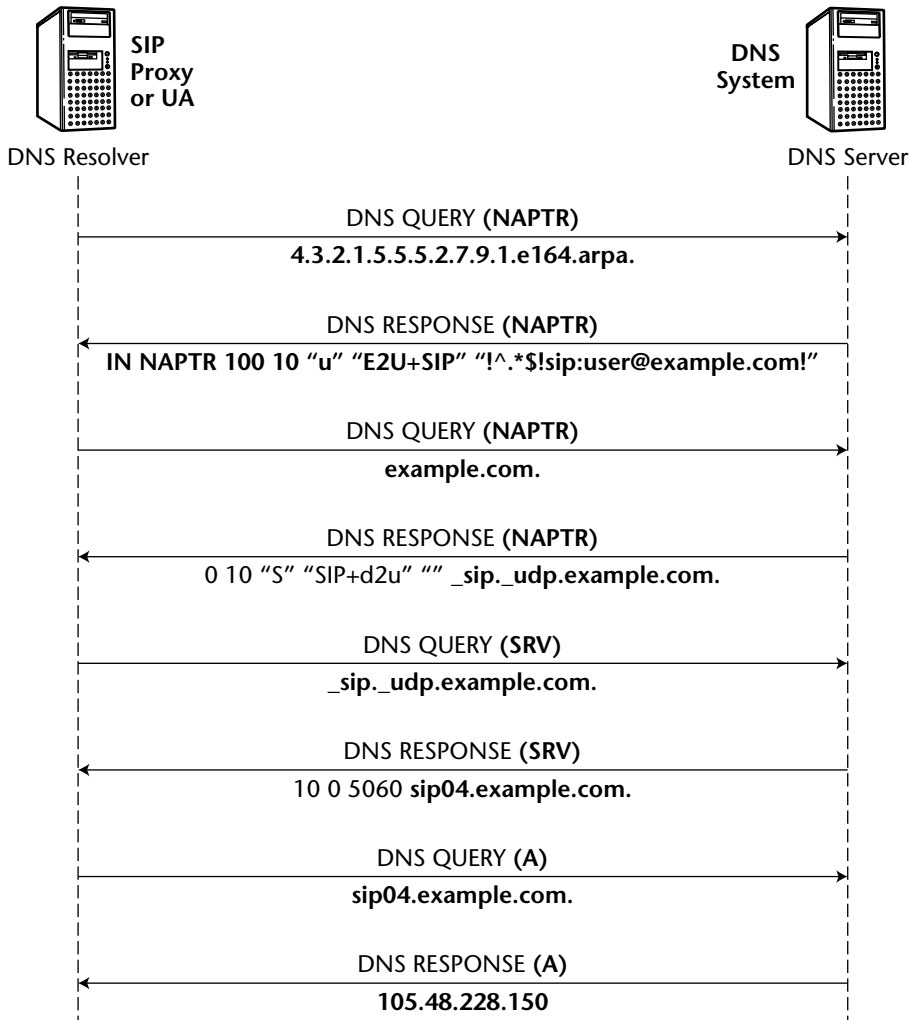 SIP
Proxy
or UA
DNS
System
DNS Resolver
DNS Server
DNS QUERY (NAPTR)
4.3.2.1.5.5.5.2.7.9.1.e164.arpa.
DNS RESPONSE (NAPTR)
IN NAPTR 100 10 “u” “E2U+SIP” “!^.*$!sip:user@example.com!”
DNS QUERY (NAPTR)
example.com.
DNS RESPONSE (NAPTR)
0 10 “S” “SIP+d2u” “” _sip._udp.example.com.
DNS QUERY (SRV)
_sip._udp.example.com.
DNS RESPONSE (SRV)
10 0 5060 sip04.example.com.
DNS QUERY (A)
sip04.example.com.
DNS RESPONSE (A)
105.48.228.150